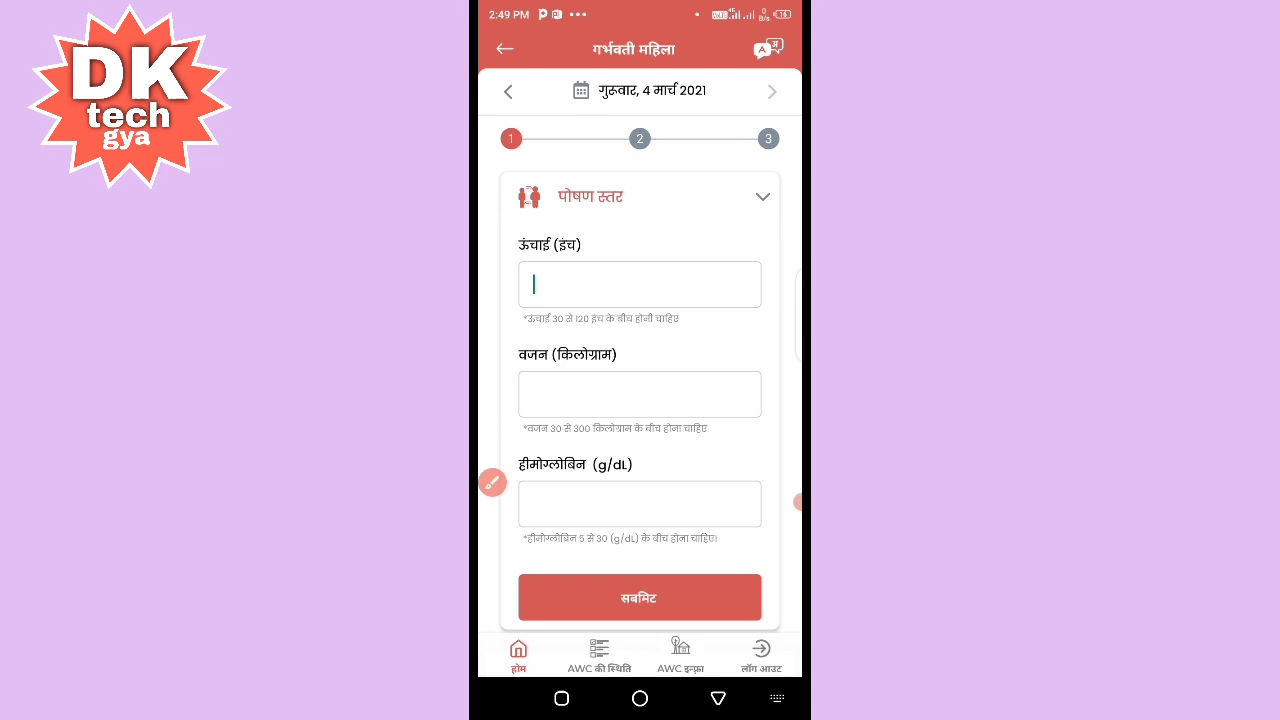 DK
tech
gya
2:49 PM
गर्भवती महिला
गुरूवार, 4 मार्च 2021
1 2 3
पोषण स्तर
ऊंचाई (इंच)
*ऊंचाई 30 से 120 इंच के बीच होनी चाहिए
वजन (किलोग्राम)
*वजन 30 से 300 किलोग्राम के बीच होना चाहिए
हीमोग्लोबिन (g/dL)
*हीमोग्लोबिन 5 से 30 (g/dL) के बीच होना चाहिए।
सबमिट
होम AWC की स्थिति AWC इन्फ्रा लॉग आउट